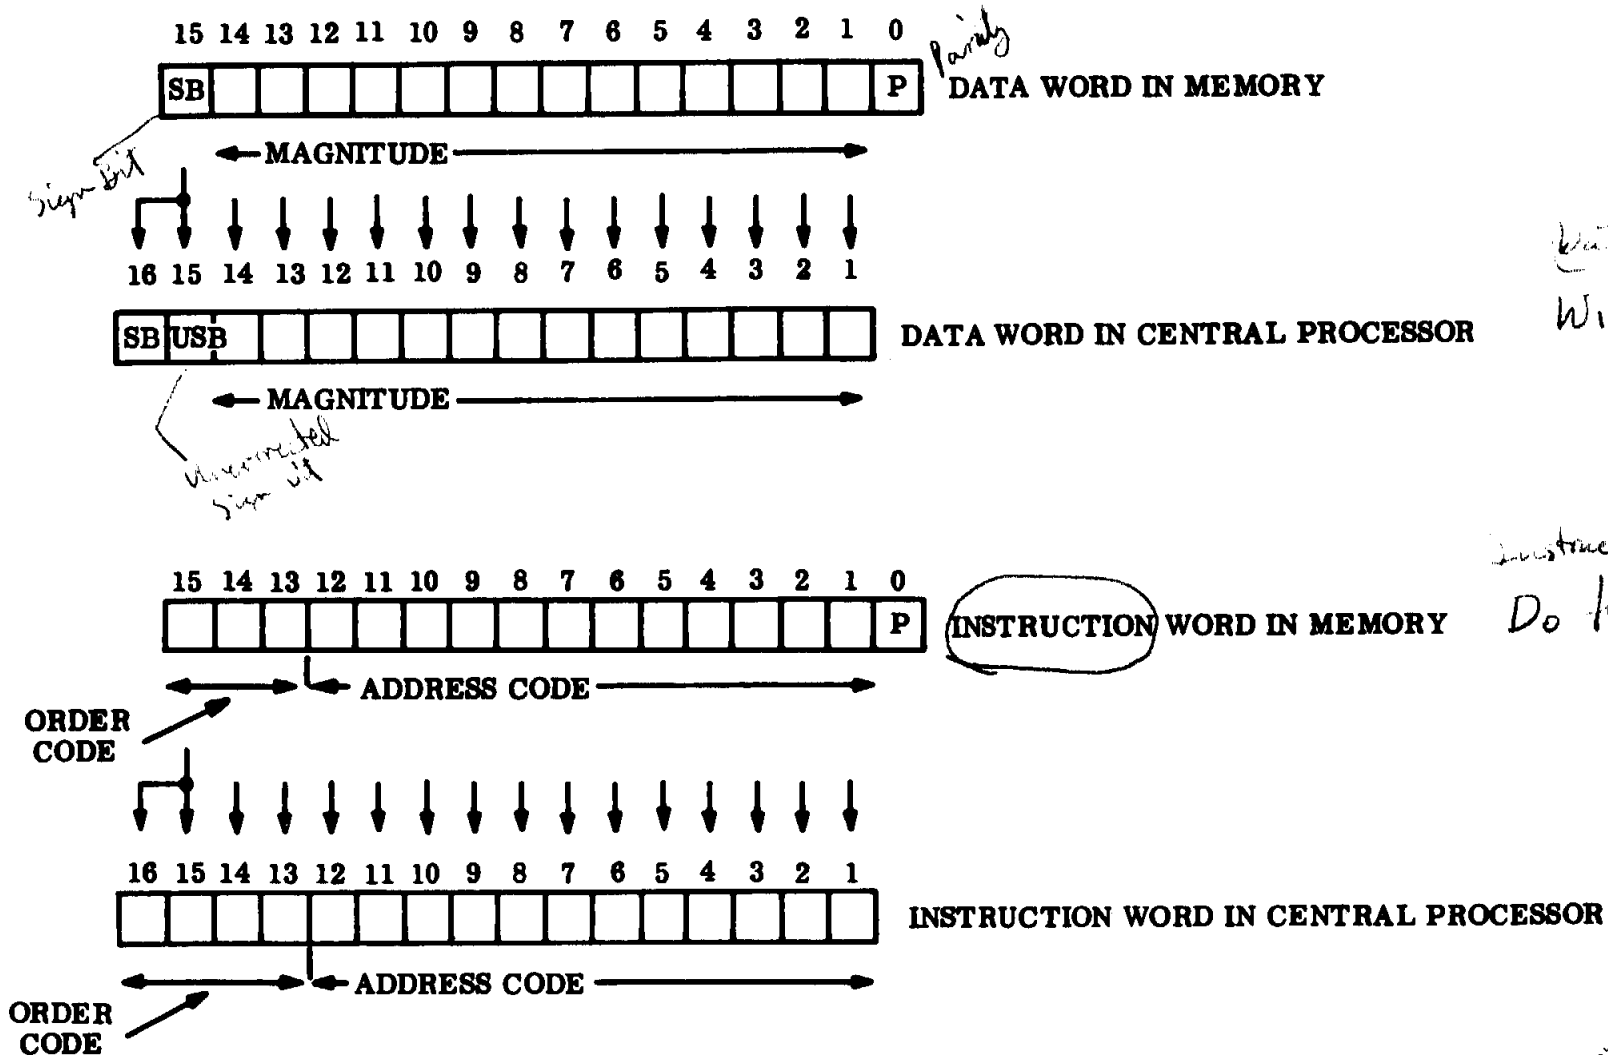 15 14 13 12 11 10 9 8 7 6 5 4 3 2 1 0
Parity
SB P DATA WORD IN MEMORY
MAGNITUDE
Sign Bit
16 15 14 13 12 11 10 9 8 7 6 5 4 3 2 1
SB USB DATA WORD IN CENTRAL PROCESSOR
MAGNITUDE
sign bit
15 14 13 12 11 10 9 8 7 6 5 4 3 2 1 0
P INSTRUCTION WORD IN MEMORY
Do
ADDRESS CODE
ORDER
CODE
16 15 14 13 12 11 10 9 8 7 6 5 4 3 2 1
INSTRUCTION WORD IN CENTRAL PROCESSOR
ADDRESS CODE
ORDER
CODE